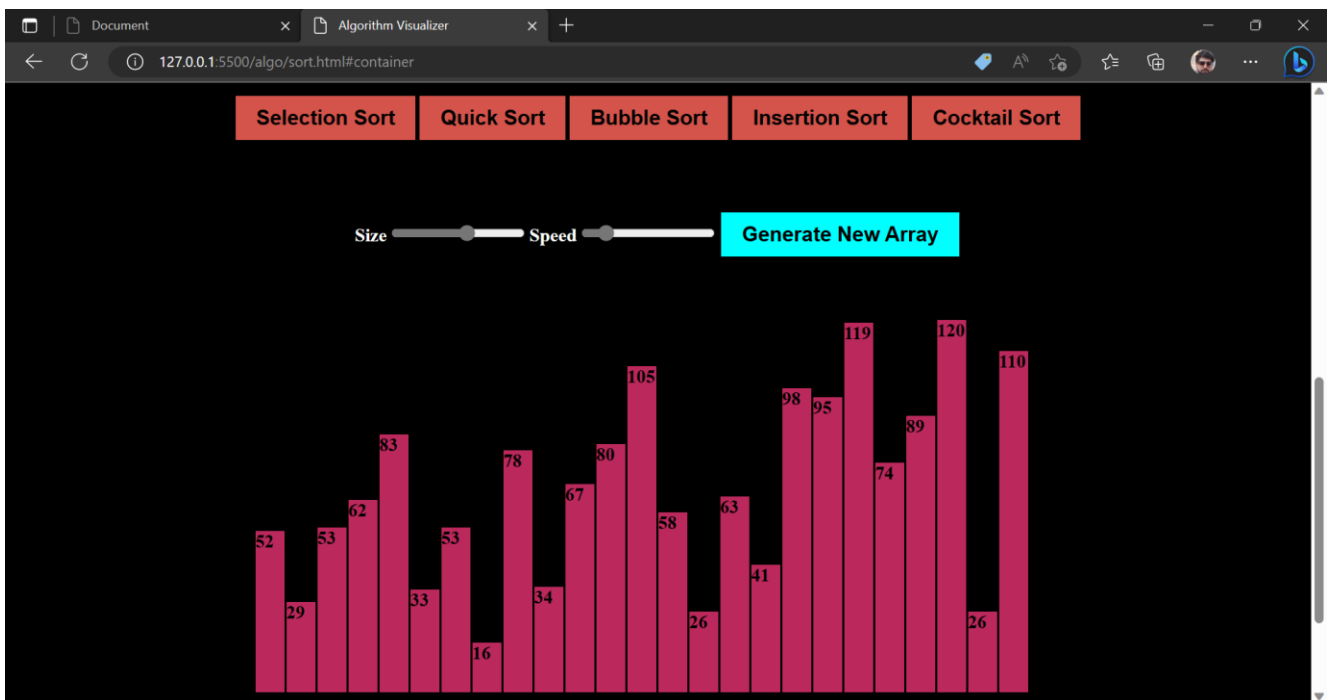 Document Algorithm Visualizer
127.0.0.1:5500/algo/sort.html#container
Selection Sort Quick Sort Bubble Sort Insertion Sort Cocktail Sort
Size Speed Generate New Array
52 29 53 62 83 33 53 16 78 34 67 80 105 58 26 63 41 98 95 119 74 89 120 26 110